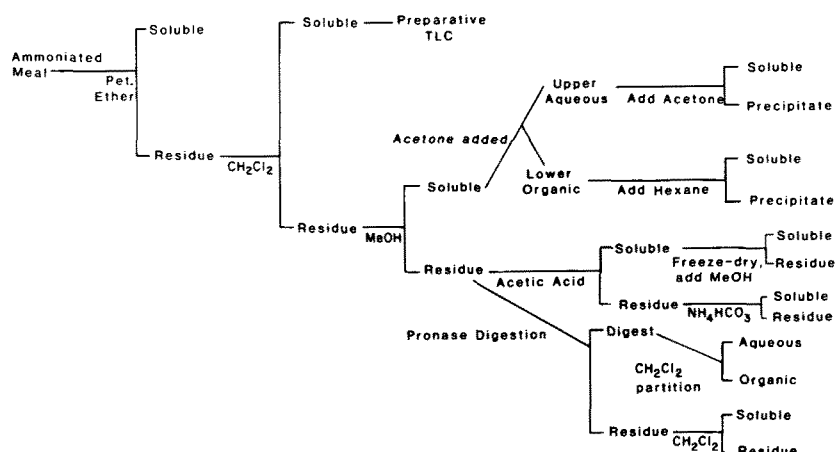 Ammoniated
Meal
Pet.
Ether
Soluble
Residue
CH2Cl2
Soluble
Preparative
TLC
Residue
MeOH
Soluble
Acetone added
Upper
Aqueous
Add Acetone
Soluble
Precipitate
Lower
Organic
Add Hexane
Soluble
Precipitate
Residue
Acetic Acid
Soluble
Freeze-dry,
add MeOH
Soluble
Residue
Residue
NH4HCO3
Soluble
Residue
Pronase Digestion
Digest
CH2Cl2
partition
Aqueous
Organic
Residue
CH2Cl2
Soluble
Residue